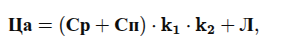 Ца = (Ср + Сп) · k₁ · k₂ + Л,